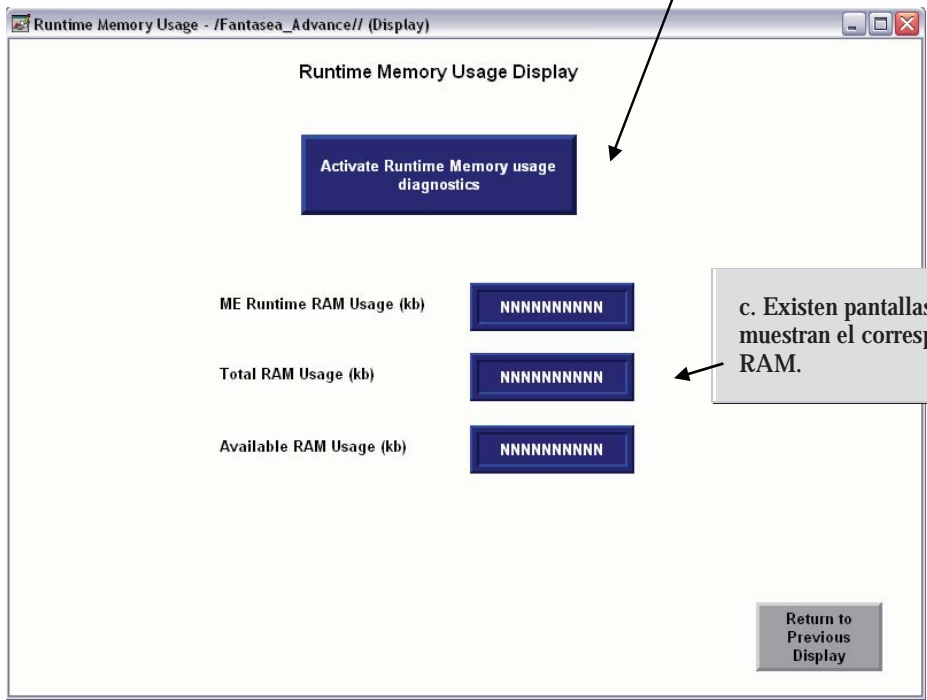 Runtime Memory Usage - /Fantasea_Advance// (Display)
Runtime Memory Usage Display
Activate Runtime Memory usage
diagnostics
ME Runtime RAM Usage (kb)
NNNNNNNNNN
Total RAM Usage (kb)
NNNNNNNNNN
Available RAM Usage (kb)
NNNNNNNNNN
c. Existen pantallas
muestran el
RAM.
Return to
Previous
Display